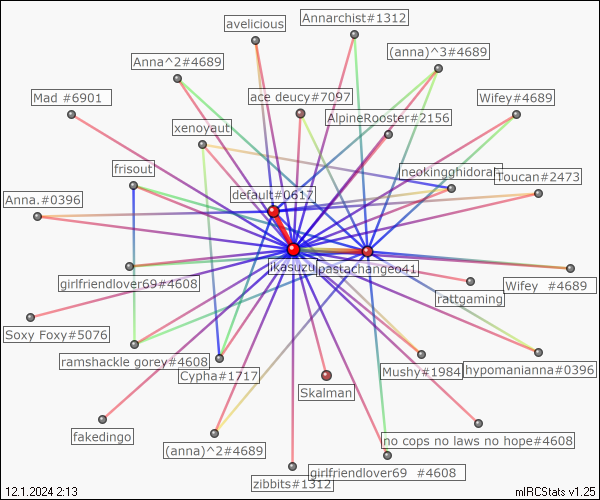 Annarchist#1312
avelicious
(anna)^3#4689
Anna^2#4689
Mad #6901
ace deucy#7097
Wifey#4689
AlpineRooster#2156
xenoyaut
frisout
neokingghidorah
Toucan#2473
default#0617
Anna.#0396
ikasuzu
pastachangeo41
girlfriendlover69#4608
Wifey #4689
rattgaming
Soxy Foxy#5076
ramshackle gorey#4608
Cypha#1717
Mushy#1984
hypomanianna#0396
Skalman
fakedingo
(anna)^2#4689
no cops no laws no hope#4608
girlfriendlover69 #4608
zibbits#1312
12.1.2024 2:13
mIRCStats v1.25